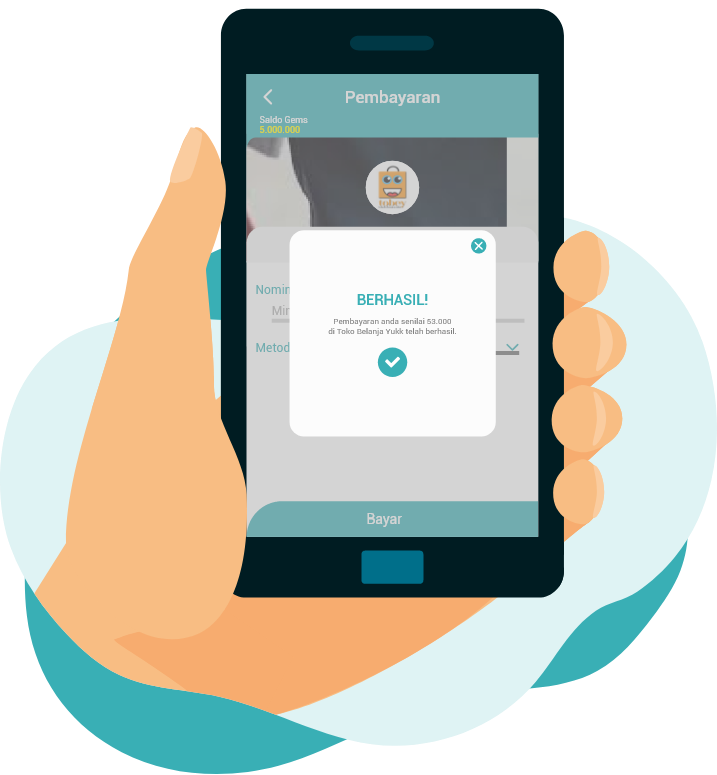 Pembayaran
Saldo Gems
5.000.000
tobeg
BERHASIL!
Pembayaran anda senilai 53.000
di Toko Belanja Yukk telah berhasil.
Nomin
Min
Metod
Bayar